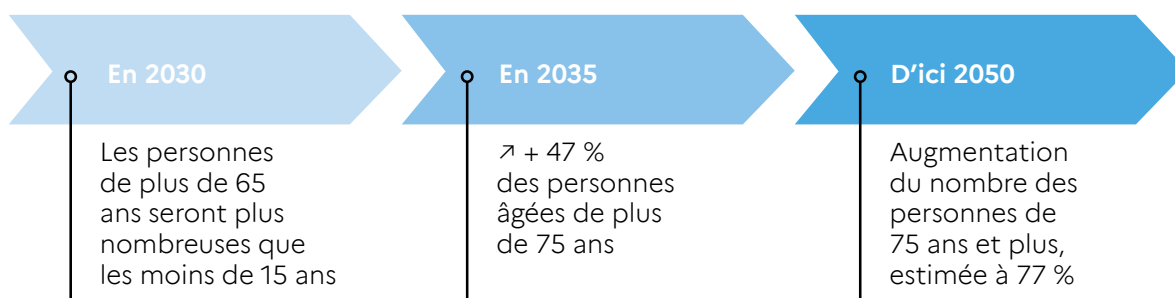 En 2030
Les personnes
de plus de 65
ans seront plus
nombreuses que
les moins de 15 ans
En 2035
↗ + 47 %
des personnes
âgées de plus
de 75 ans
D’ici 2050
Augmentation
du nombre des
personnes de
75 ans et plus,
estimée à 77 %